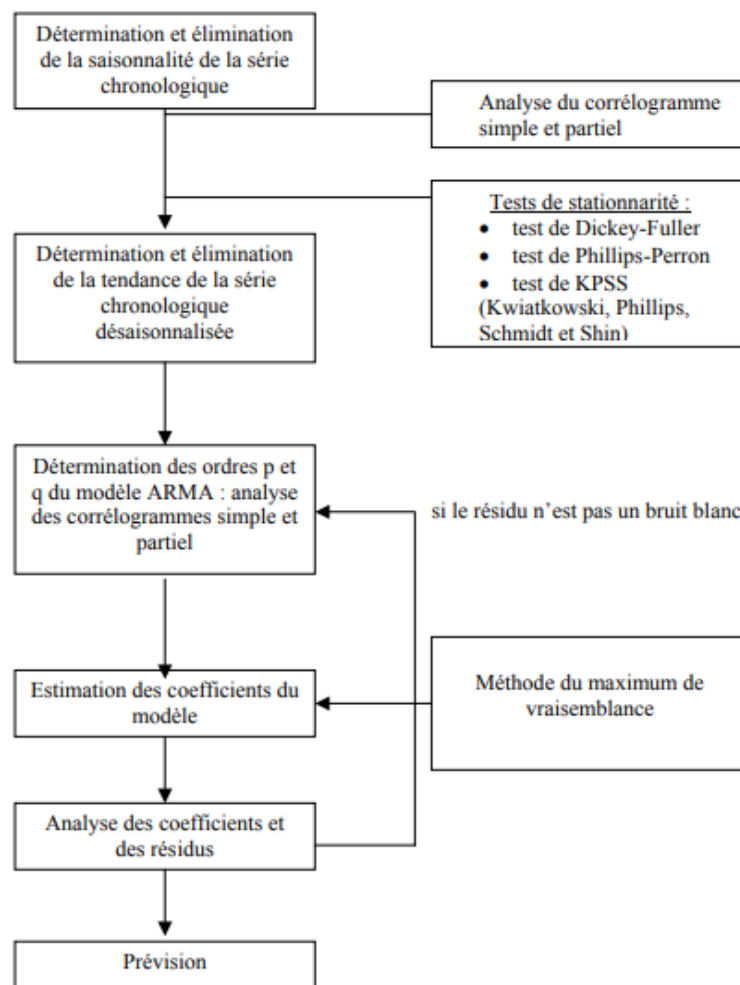 Détermination et élimination
de la saisonnalité de la série
chronologique
Analyse du corrélogramme
simple et partiel
Tests de stationnarité :
• test de Dickey-Fuller
• test de Phillips-Perron
• test de KPSS
(Kwiatkowski, Phillips,
Schmidt et Shin)
Détermination et élimination
de la tendance de la série
chronologique
désaisonnalisée
Détermination des ordres p et
q du modèle ARMA : analyse
des corrélogrammes simple et
partiel
si le résidu n’est pas un bruit blanc
Estimation des coefficients du
modèle
Méthode du maximum de
vraisemblance
Analyse des coefficients et
des résidus
Prévision